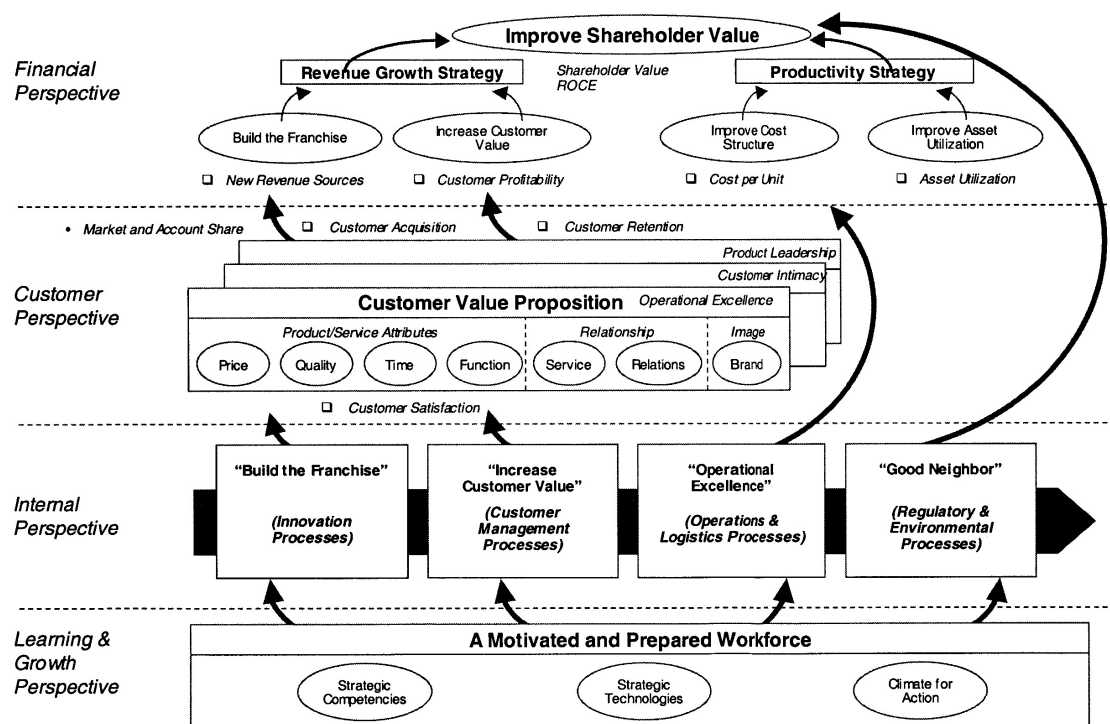 Improve Shareholder Value
Financial
Perspective
Revenue Growth Strategy
Shareholder Value
ROCE
Productivity Strategy
Build the Franchise
Increase Customer
Value
Improve Cost
Structure
Improve Asset
Utilization
❑ New Revenue Sources
❑ Customer Profitability
❑ Cost per Unit
❑ Asset Utilization
• Market and Account Share
❑ Customer Acquisition
❑ Customer Retention
Product Leadership
Customer Intimacy
Customer
Perspective
Customer Value Proposition
Operational Excellence
Product/Service Attributes
Relationship
Image
Price
Quality
Time
Function
Service
Relations
Brand
❑ Customer Satisfaction
Internal
Perspective
“Build the Franchise”
(Innovation
Processes)
“Increase
Customer Value”
(Customer
Management
Processes)
“Operational
Excellence”
(Operations &
Logistics Processes)
“Good Neighbor”
(Regulatory &
Environmental
Processes)
Learning &
Growth
Perspective
A Motivated and Prepared Workforce
Strategic
Competencies
Strategic
Technologies
Climate for
Action